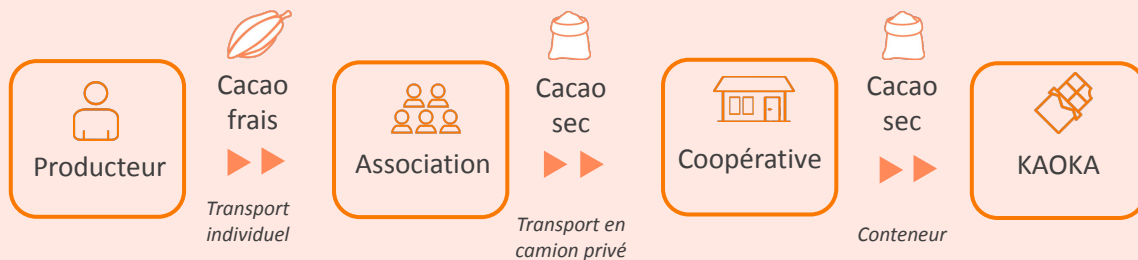 Producteur
Cacao
frais
Transport
individuel
Association
Cacao
sec
Transport en
camion privé
Coopérative
Cacao
sec
Conteneur
KAOKA